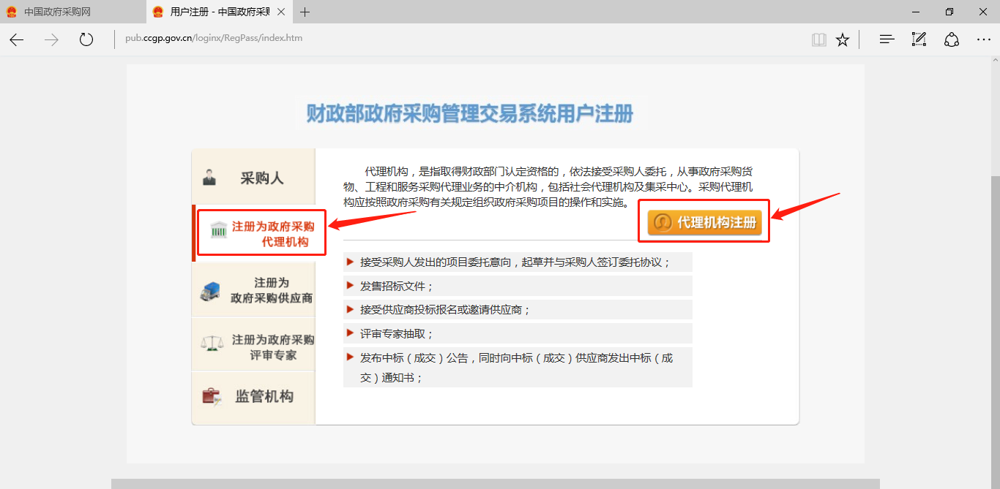 中国政府采购网
用户注册 - 中国政府采购
pub.ccgp.gov.cn/loginx/RegPass/index.htm
财政部政府采购管理交易系统用户注册
采购人
注册为政府采购
代理机构
注册为
政府采购供应商
注册为政府采购
评审专家
监管机构
代理机构，是指取得财政部门认定资格的，依法接受采购人委托，从事政府采购货
物、工程和服务采购代理业务的中介机构，包括社会代理机构及集采中心。采购代理机
构应按照政府采购有关规定组织政府采购项目的操作和实施。
代理机构注册
接受采购人发出的项目委托意向，起草并与采购人签订委托协议；
发售招标文件；
接受供应商投标报名或邀请供应商；
评审专家抽取；
发布中标（成交）公告，同时向中标（成交）供应商发出中标（成
交）通知书；